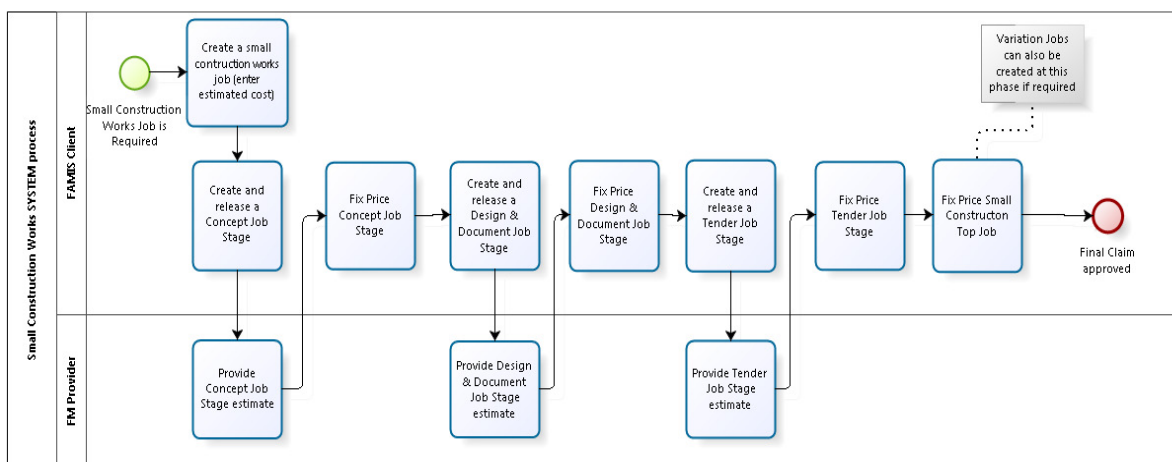 Small Construction Works SYSTEM process
FAMIS Client
Small Construction
Works Job is
Required
Create a small
contruction works
job (enter
estimated cost)
Create and
release a
Concept Job
Stage
Fix Price
Concept Job
Stage
Create and
release a
Design &
Document Job
Stage
Fix Price
Design &
Document Job
Stage
Create and
release a
Tender Job
Stage
Fix Price
Tender Job
Stage
Fix Price Small
Constructon
Top Job
Variation Jobs
can also be
created at this
phase if required
Final Claim
approved
FM Provider
Provide
Concept Job
Stage estimate
Provide Design
& Document
Job Stage
estimate
Provide Tender
Job Stage
estimate